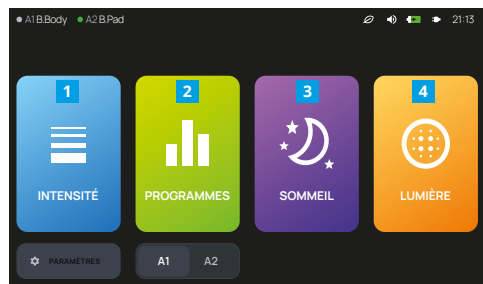 A1 B.Body A2 B.Pad 21:13
1 2 3 4
INTENSITÉ PROGRAMMES SOMMEIL LUMIÈRE
PARAMÈTRES A1 A2